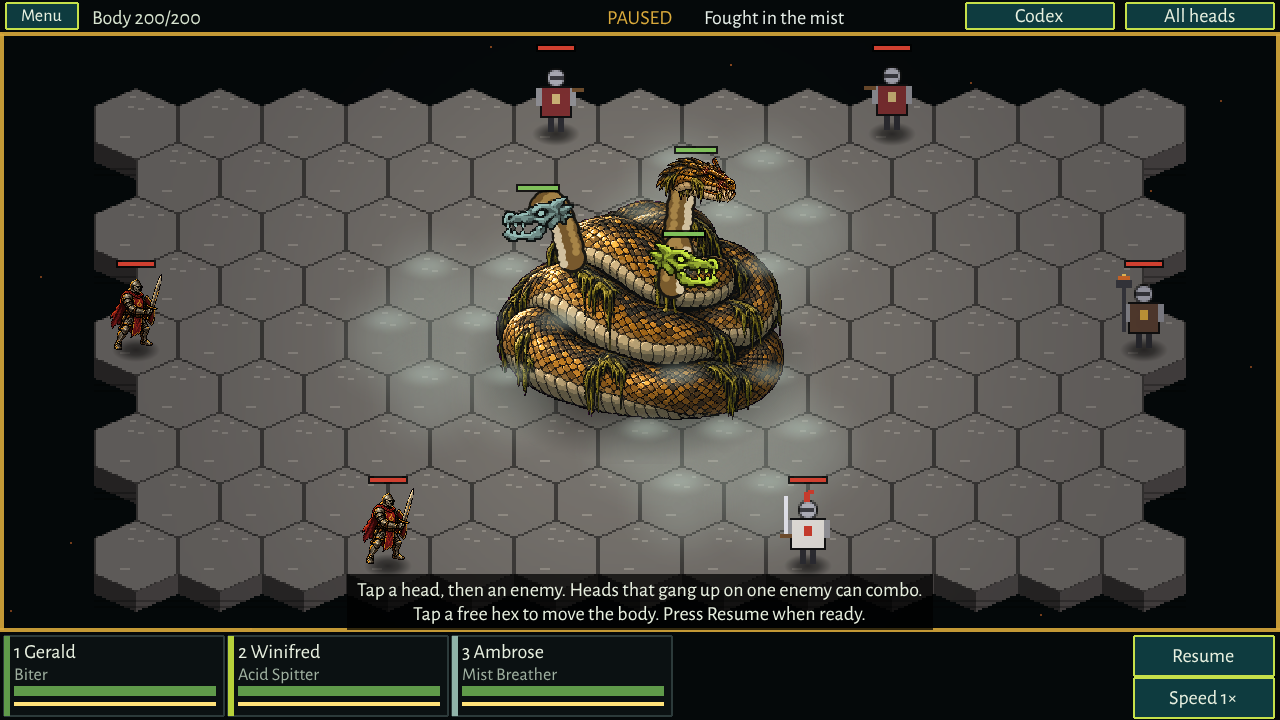 Menu
Body 200/200
PAUSED
Fought in the mist
Codex
All heads
Tap a head, then an enemy. Heads that gang up on one enemy can combo.
Tap a free hex to move the body. Press Resume when ready.
1 Gerald
Biter
2 Winifred
Acid Spitter
3 Ambrose
Mist Breather
Resume
Speed 1×